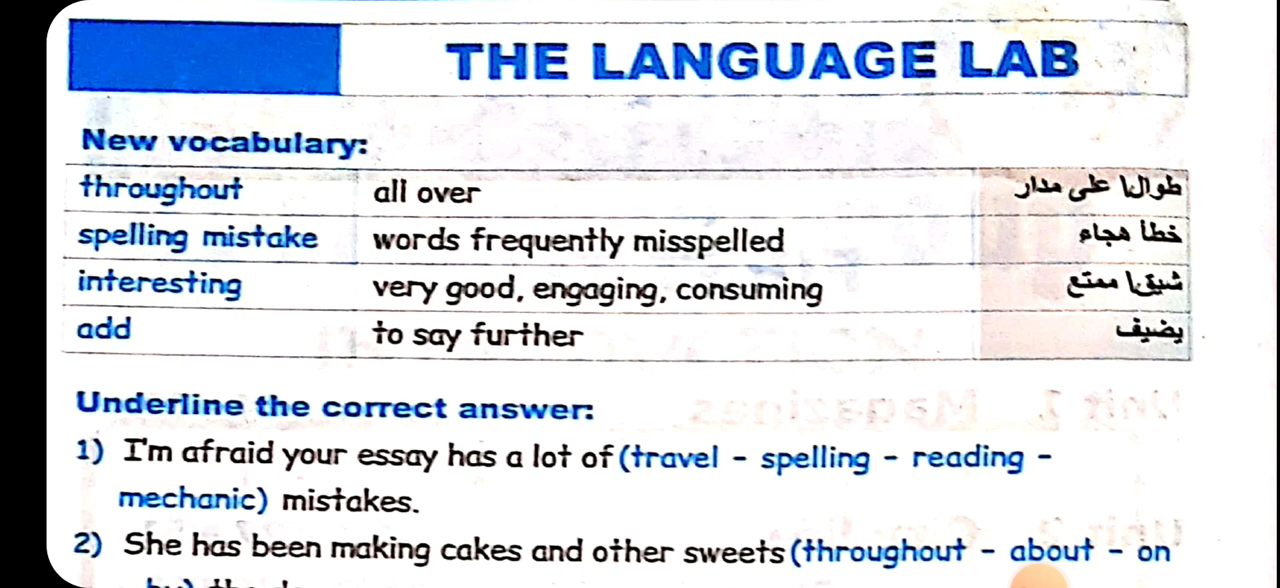 THE LANGUAGE LAB
New vocabulary:
throughout all over طوال\ على مدار
spelling mistake words frequently misspelled خطأ هجاء
interesting very good, engaging, consuming شيق\ ممتع
add to say further يضيف
Underline the correct answer:
1) I'm afraid your essay has a lot of (travel - spelling - reading -
mechanic) mistakes.
2) She has been making cakes and other sweets (throughout - about - on